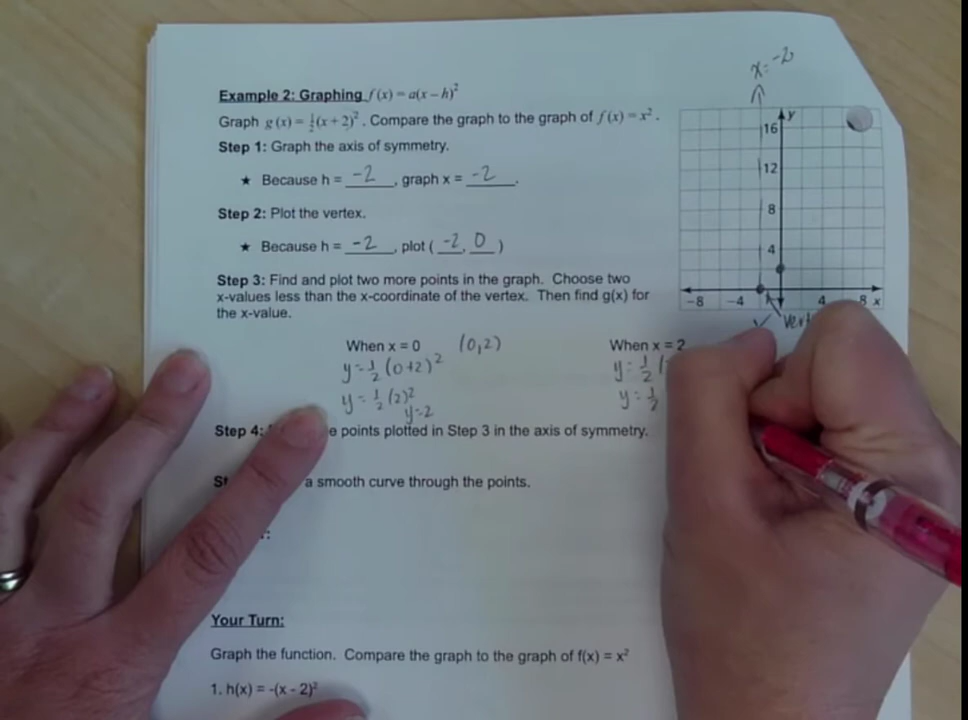 x=-2
Example 2: Graphing f(x) = a(x – h)²
Graph g(x) = ½(x + 2)². Compare the graph to the graph of f(x) = x².
Step 1: Graph the axis of symmetry.
★ Because h = -2, graph x = -2.
Step 2: Plot the vertex.
★ Because h = -2, plot (-2, 0)
Step 3: Find and plot two more points in the graph. Choose two
x-values less than the x-coordinate of the vertex. Then find g(x) for
the x-value.
y
16
12
8
4
-8 -4 4 8 x
When x = 0 (0,2)
y=½(0+2)²
y=½(2)²
y=2
When x = 2
y=½
y=½
e points plotted in Step 3 in the axis of symmetry.
a smooth curve through the points.
Your Turn:
Graph the function. Compare the graph to the graph of f(x) = x²
1. h(x) = -(x - 2)²